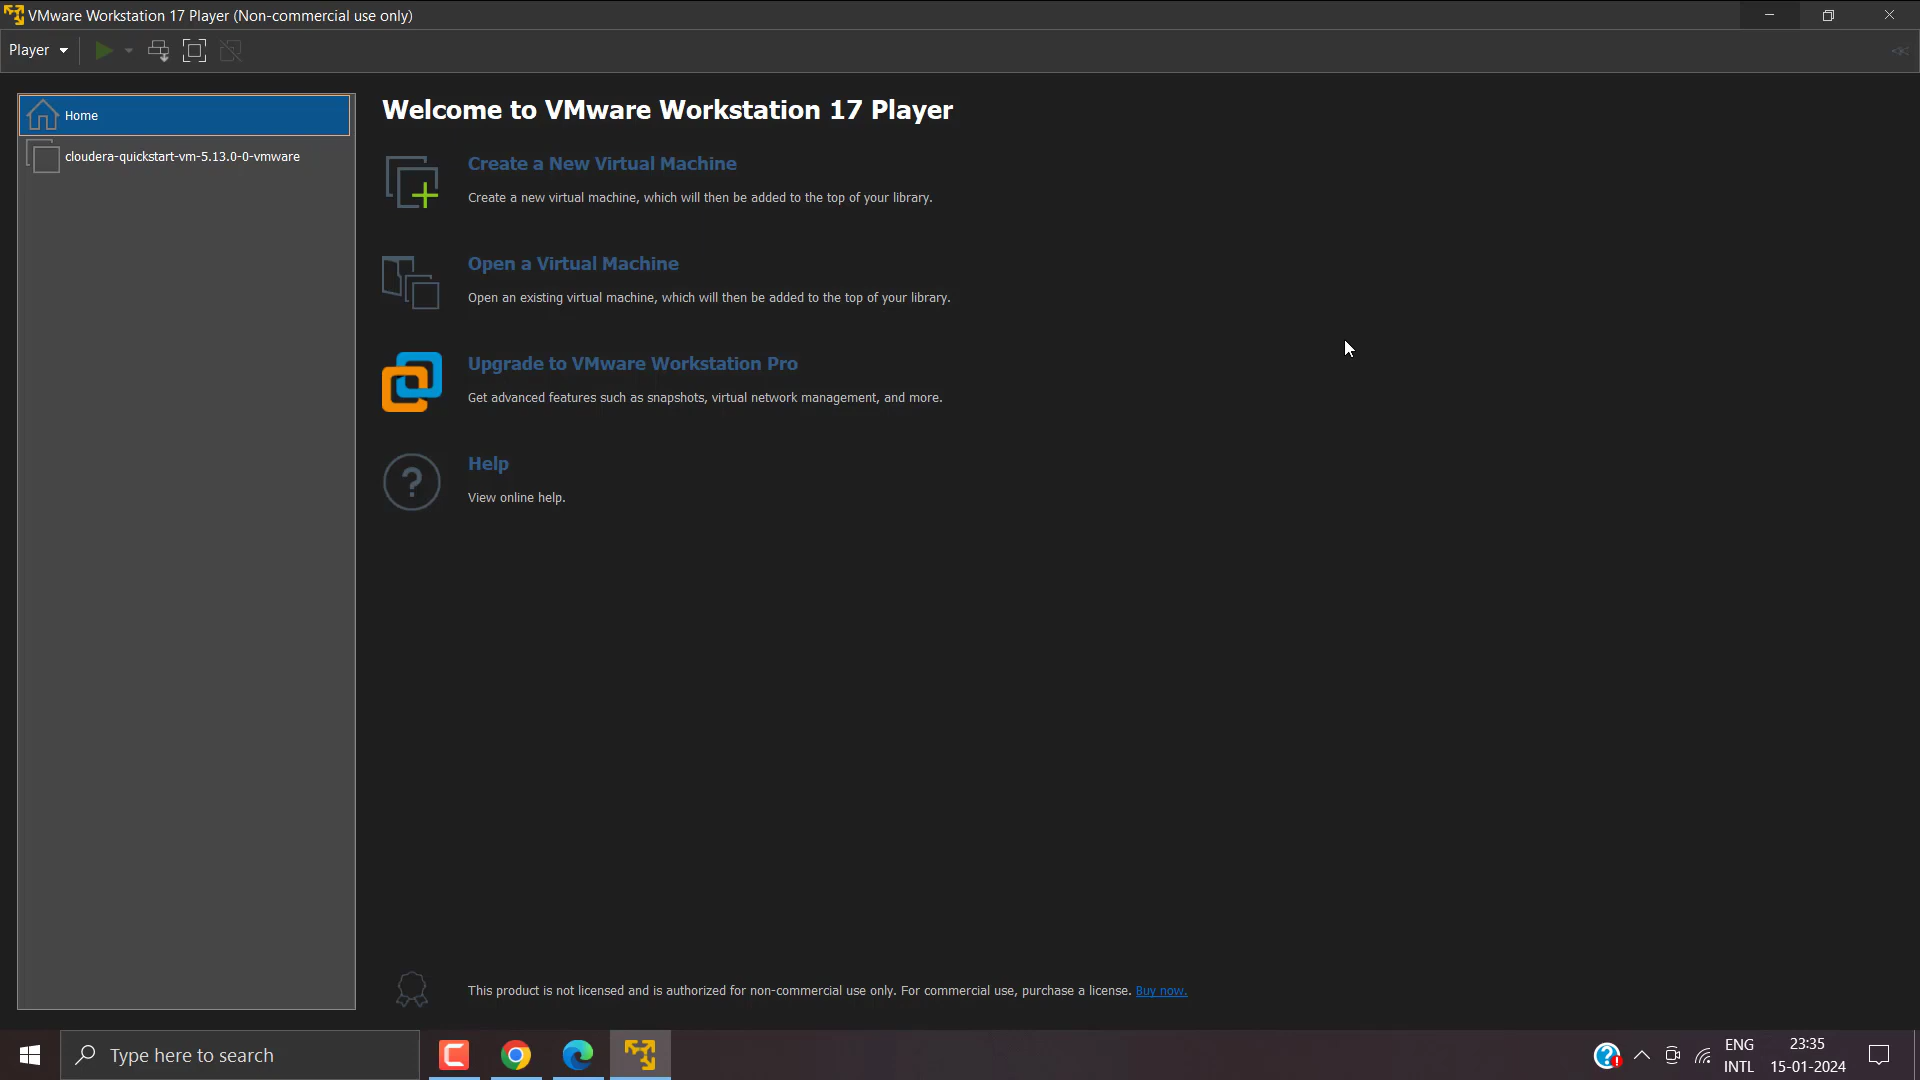 VMware Workstation 17 Player (Non-commercial use only)
Player
Home
cloudera-quickstart-vm-5.13.0-0-vmware
Welcome to VMware Workstation 17 Player
Create a New Virtual Machine
Create a new virtual machine, which will then be added to the top of your library.
Open a Virtual Machine
Open an existing virtual machine, which will then be added to the top of your library.
Upgrade to VMware Workstation Pro
Get advanced features such as snapshots, virtual network management, and more.
Help
View online help.
This product is not licensed and is authorized for non-commercial use only. For commercial use, purchase a license. Buy now.
Type here to search
ENG
INTL
23:35
15-01-2024